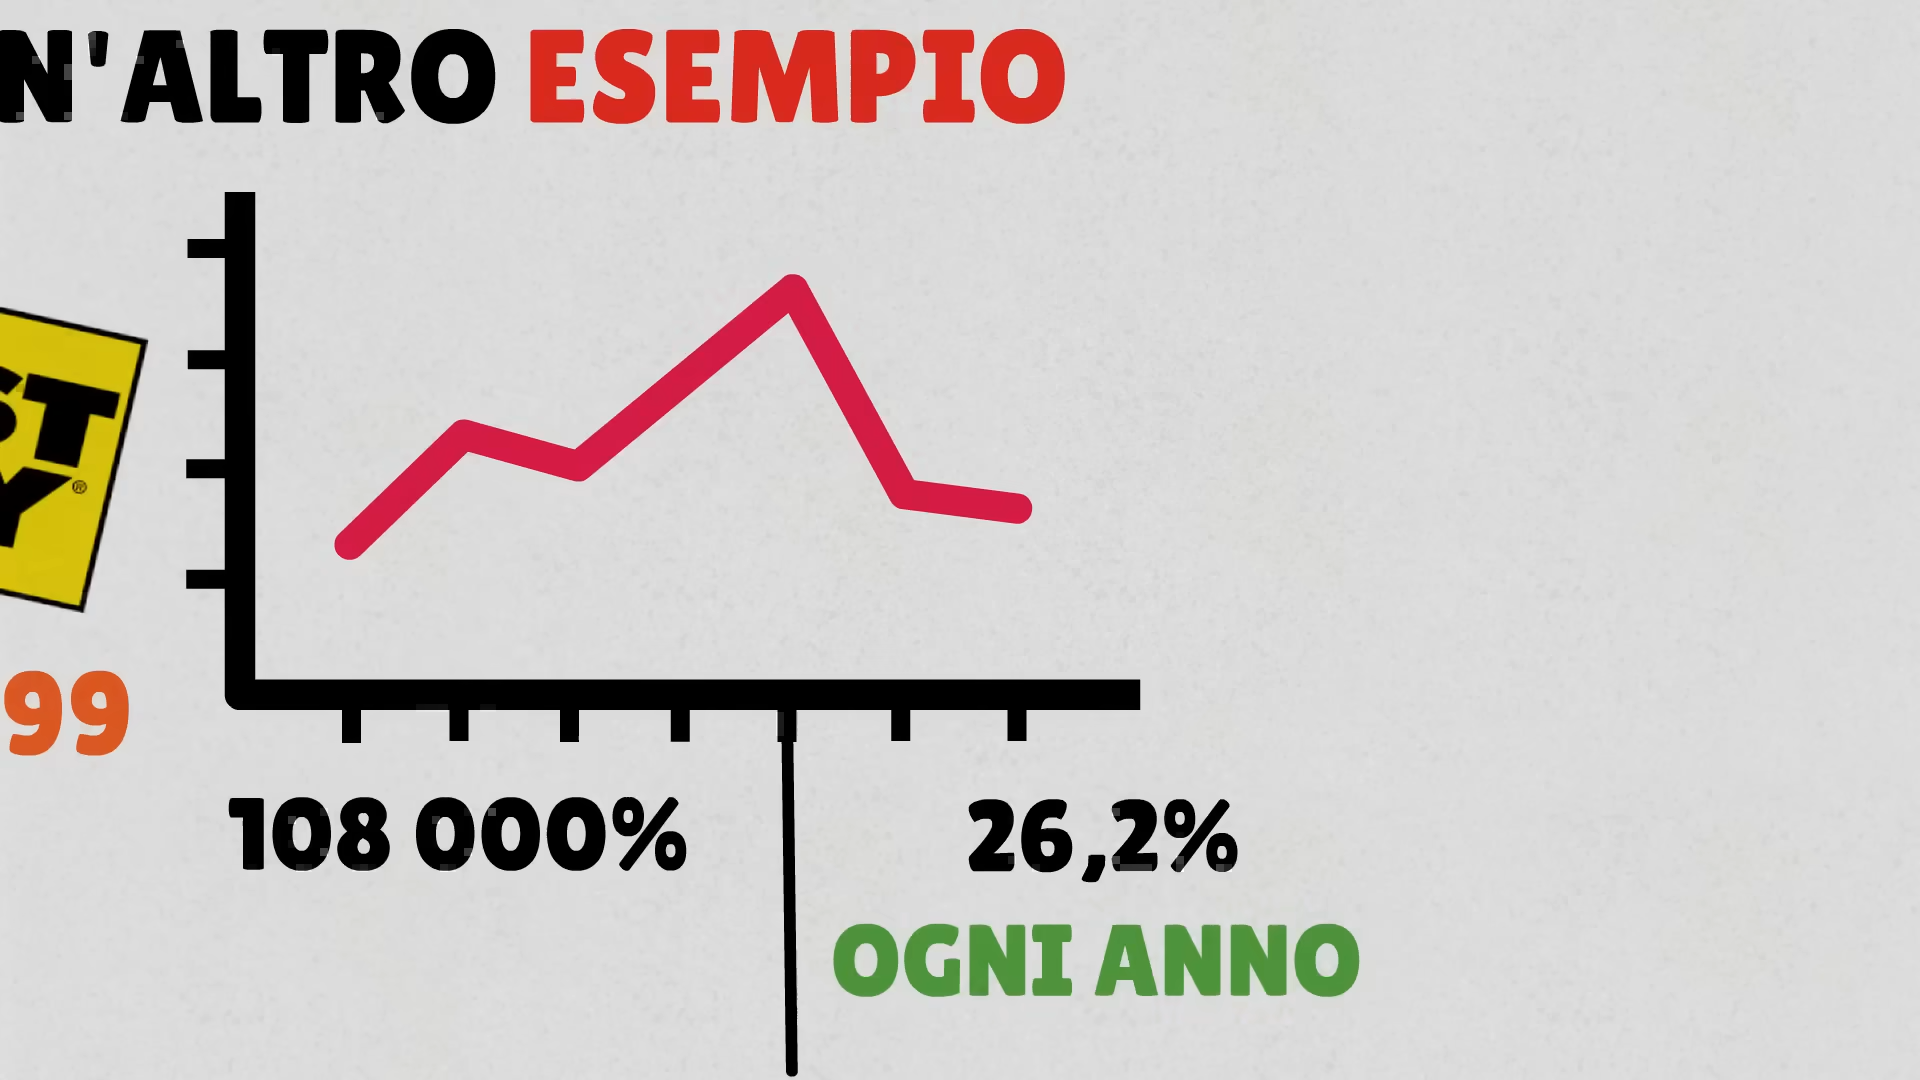 N'ALTRO ESEMPIO
ST
Y®
99
108 000%
26,2%
OGNI ANNO